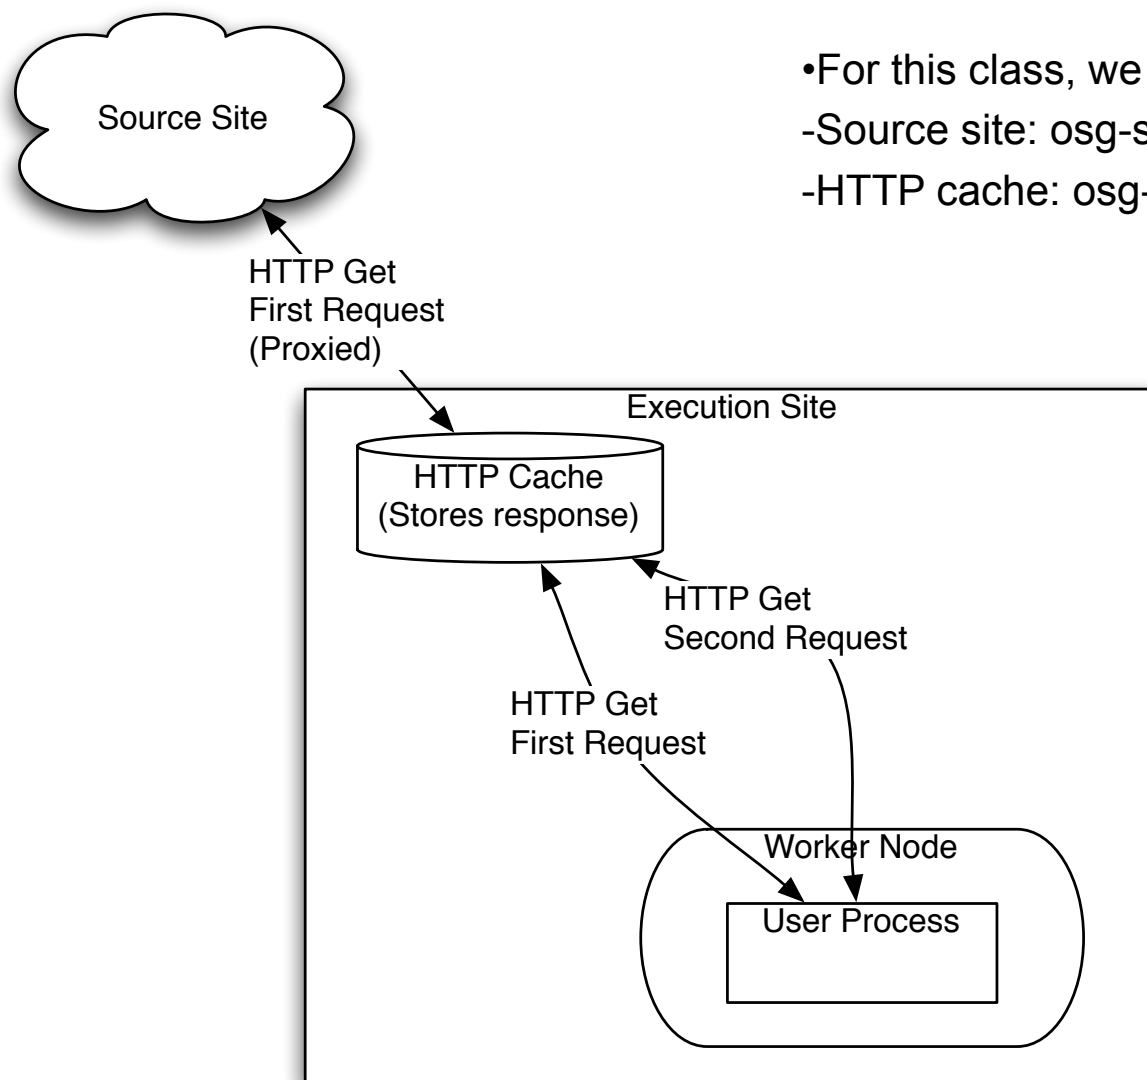 Source Site
•For this class, we
-Source site: osg-s
-HTTP cache: osg-
HTTP Get
First Request
(Proxied)
Execution Site
HTTP Cache
(Stores response)
HTTP Get
Second Request
HTTP Get
First Request
Worker Node
User Process